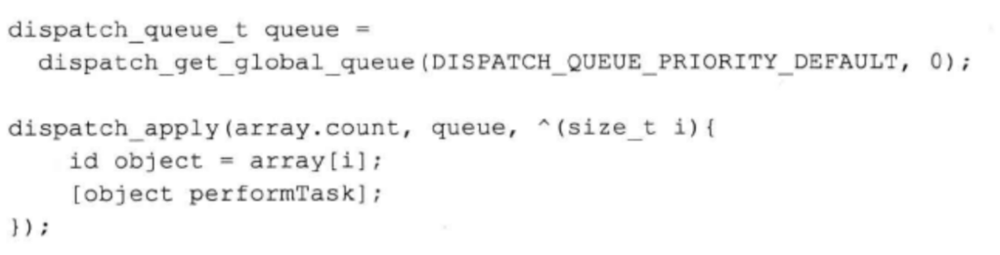 dispatch_queue_t queue =
  dispatch_get_global_queue(DISPATCH_QUEUE_PRIORITY_DEFAULT, 0);

dispatch_apply(array.count, queue, ^(size_t i){
    id object = array[i];
    [object performTask];
});